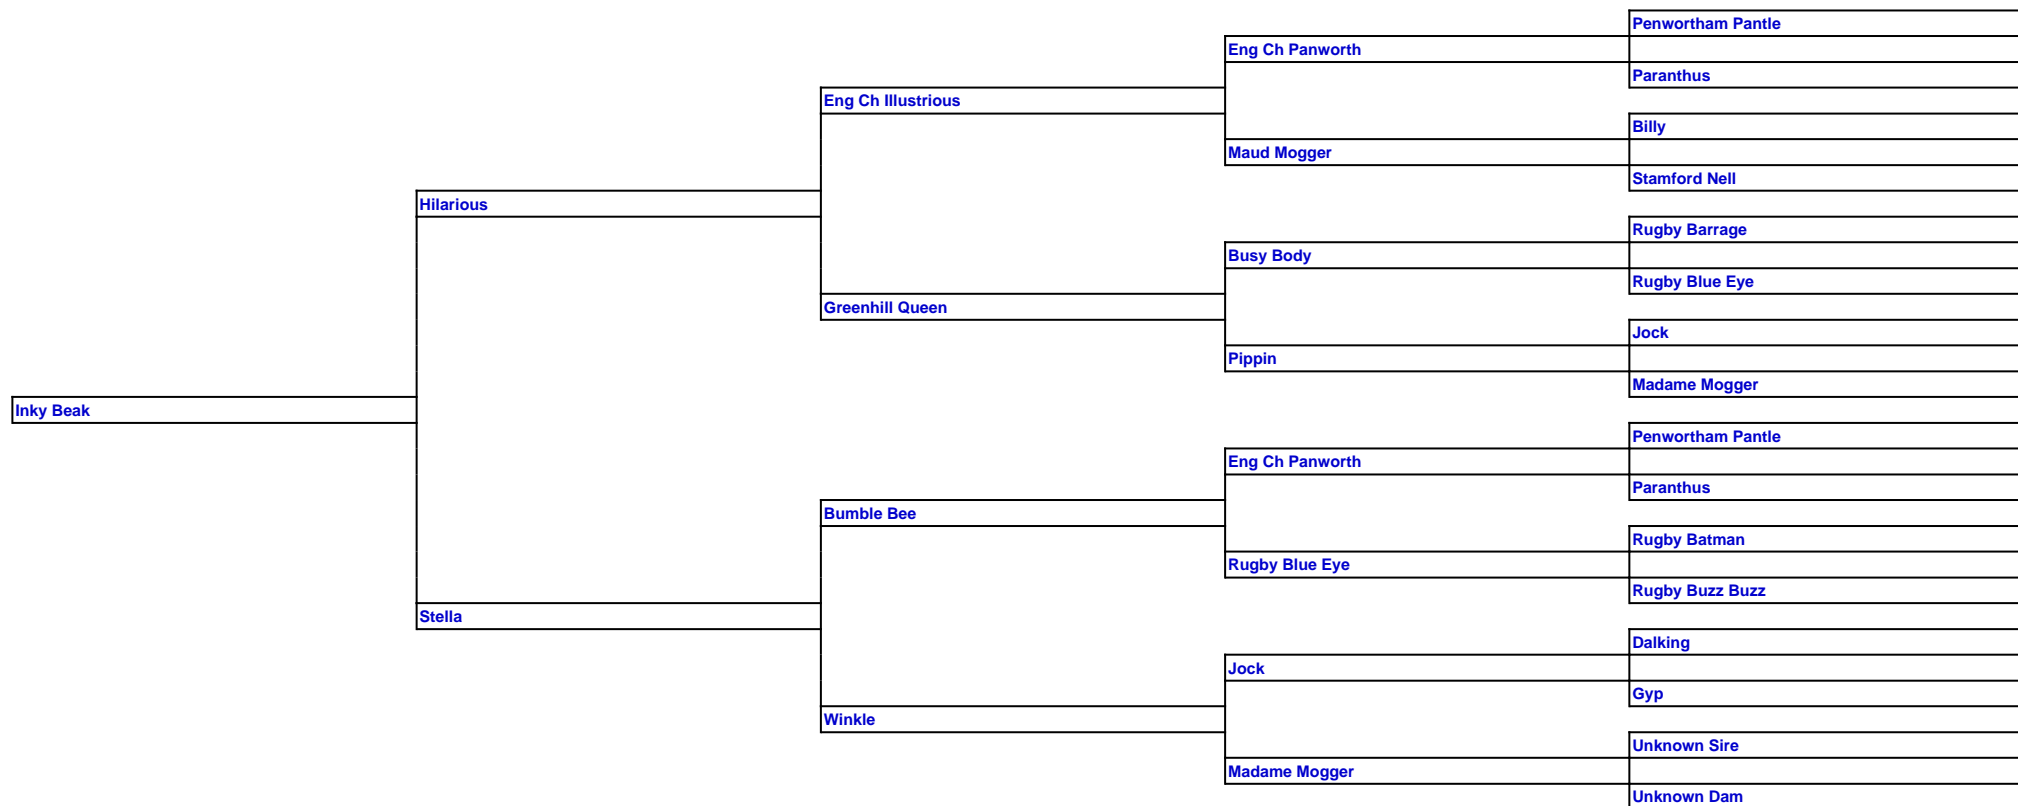 Penwortham Pantle
Eng Ch Panworth
Paranthus
Eng Ch Illustrious
Billy
Maud Mogger
Stamford Nell
Hilarious
Rugby Barrage
Busy Body
Rugby Blue Eye
Greenhill Queen
Jock
Pippin
Madame Mogger
Inky Beak
Penwortham Pantle
Eng Ch Panworth
Paranthus
Bumble Bee
Rugby Batman
Rugby Blue Eye
Rugby Buzz Buzz
Stella
Dalking
Jock
Gyp
Winkle
Unknown Sire
Madame Mogger
Unknown Dam